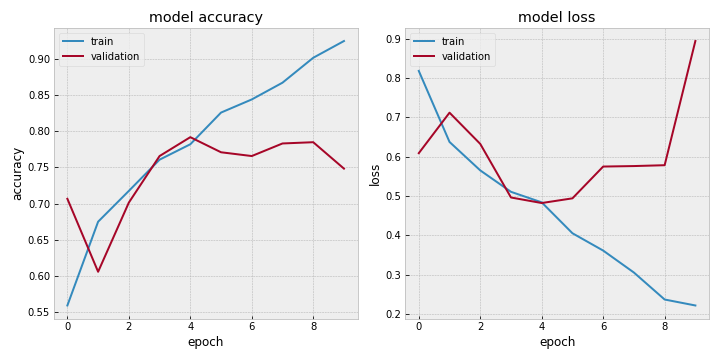 model accuracy
train
validation
0.90
0.85
0.80
0.75
0.70
0.65
0.60
0.55
accuracy
0 2 4 6 8
epoch
model loss
train
validation
0.9
0.8
0.7
0.6
0.5
0.4
0.3
0.2
loss
0 2 4 6 8
epoch